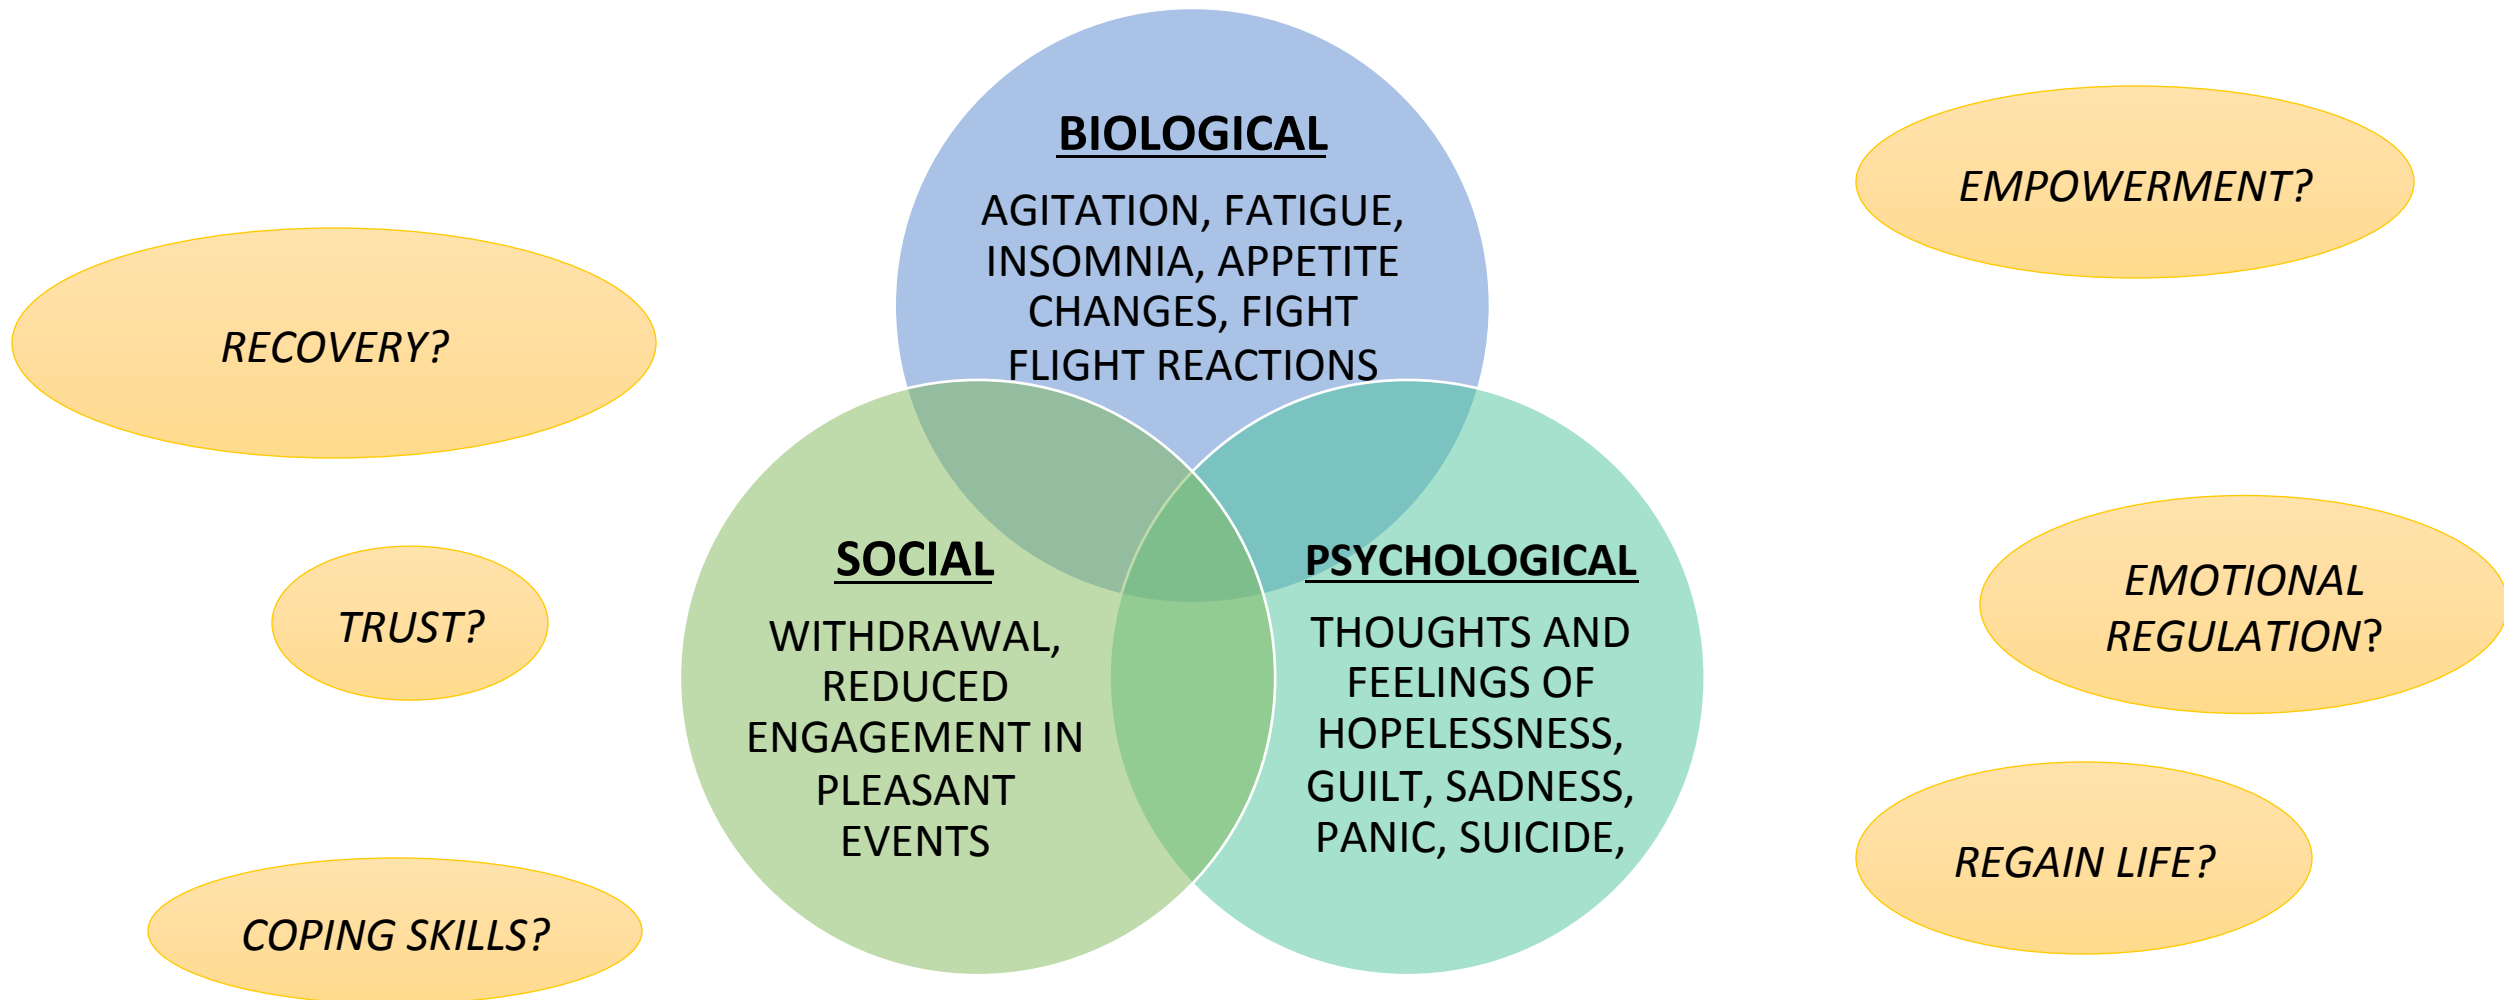 BIOLOGICAL
AGITATION, FATIGUE,
INSOMNIA, APPETITE
CHANGES, FIGHT
FLIGHT REACTIONS
SOCIAL
WITHDRAWAL,
REDUCED
ENGAGEMENT IN
PLEASANT
EVENTS
PSYCHOLOGICAL
THOUGHTS AND
FEELINGS OF
HOPELESSNESS,
GUILT, SADNESS,
PANIC, SUICIDE,
RECOVERY?
TRUST?
COPING SKILLS?
EMPOWERMENT?
EMOTIONAL
REGULATION?
REGAIN LIFE?